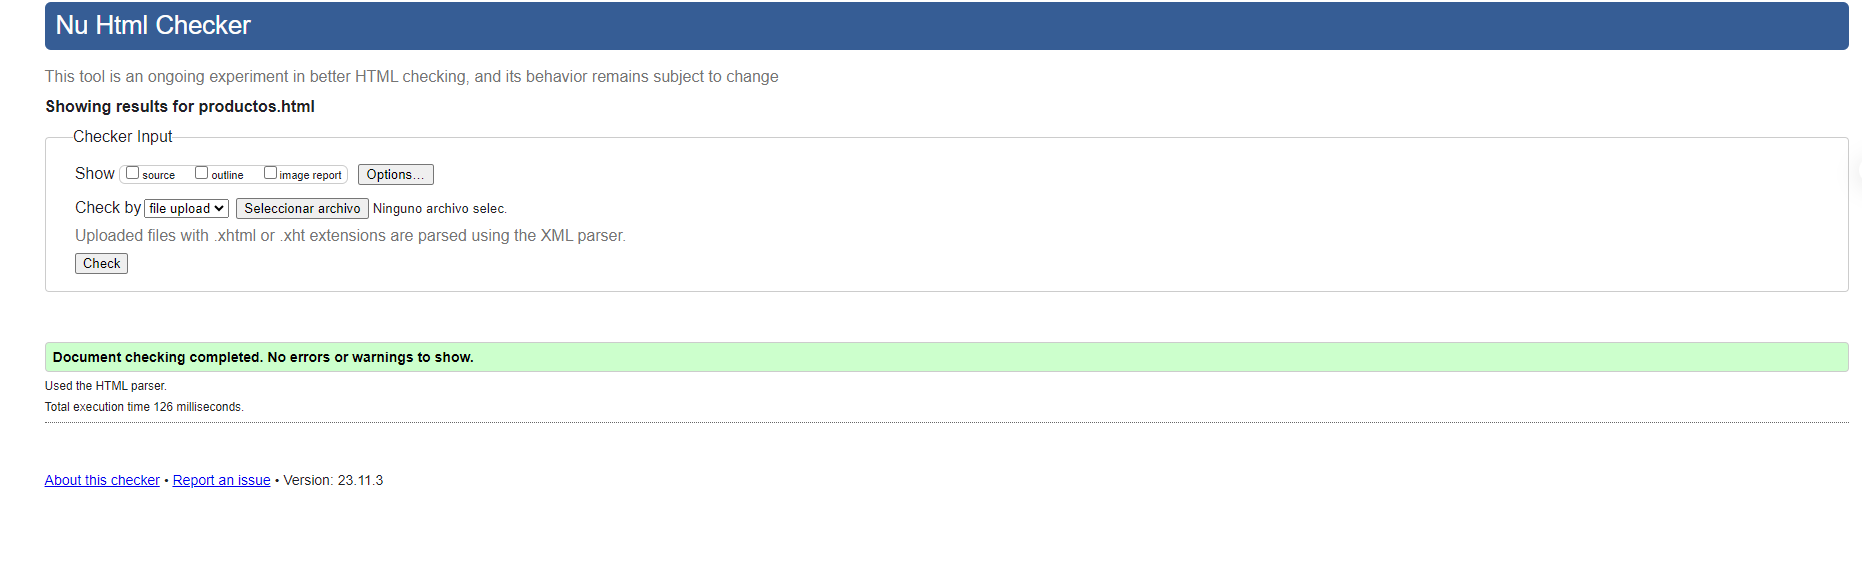 Nu Html Checker
This tool is an ongoing experiment in better HTML checking, and its behavior remains subject to change
Showing results for productos.html
Checker Input
Show source outline image report Options...
Check by file upload Seleccionar archivo Ninguno archivo selec.
Uploaded files with .xhtml or .xht extensions are parsed using the XML parser.
Check
Document checking completed. No errors or warnings to show.
Used the HTML parser.
Total execution time 126 milliseconds.
About this checker • Report an issue • Version: 23.11.3